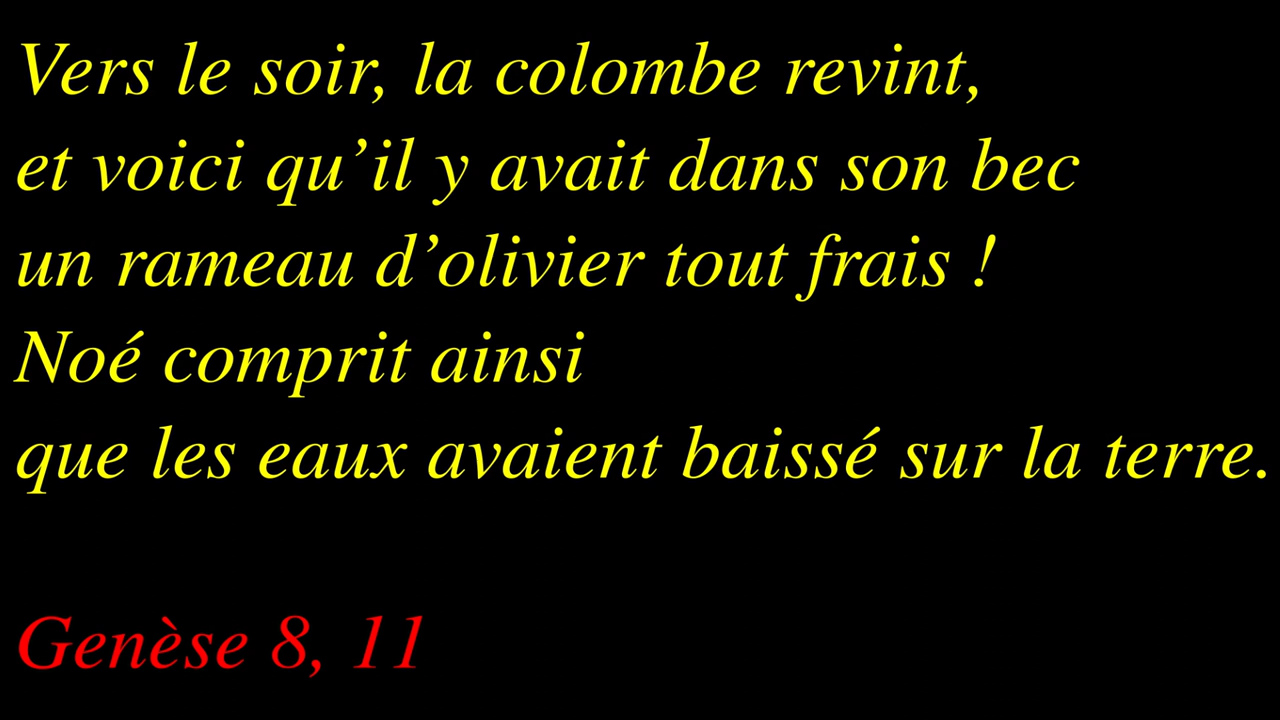 Vers le soir, la colombe revint,
et voici qu’il y avait dans son bec
un rameau d’olivier tout frais !
Noé comprit ainsi
que les eaux avaient baissé sur la terre.
Genèse 8, 11